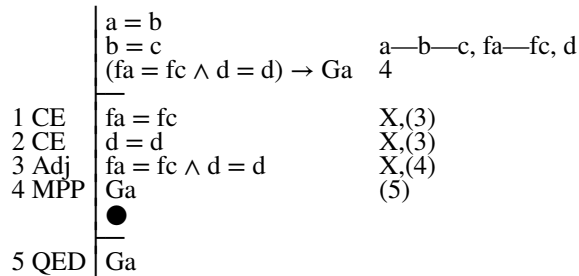 a = b
b = c a—b—c, fa—fc, d
(fa = fc ∧ d = d) → Ga 4
1 CE fa = fc X,(3)
2 CE d = d X,(3)
3 Adj fa = fc ∧ d = d X,(4)
4 MPP Ga (5)
●
5 QED Ga